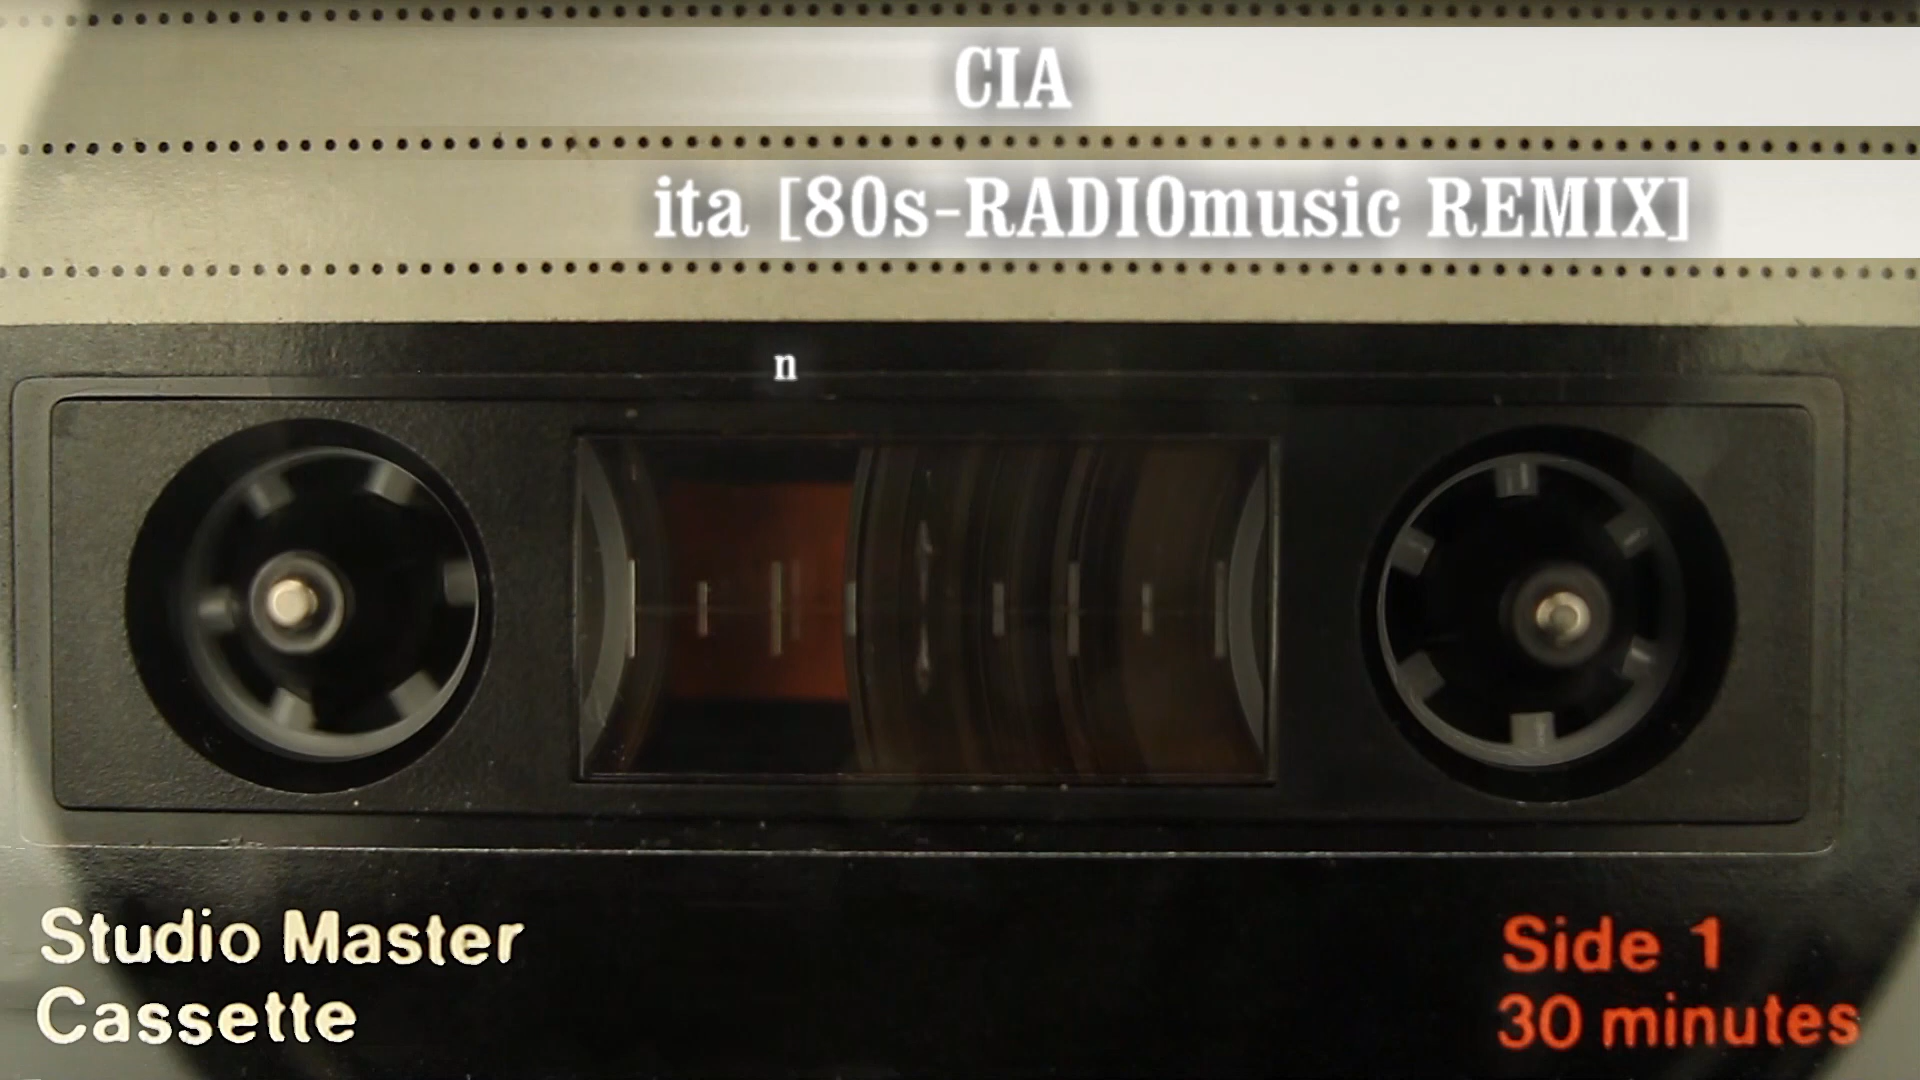 CIA
ita [80s-RADIOmusic REMIX]
n
Studio Master
Cassette
Side 1
30 minutes